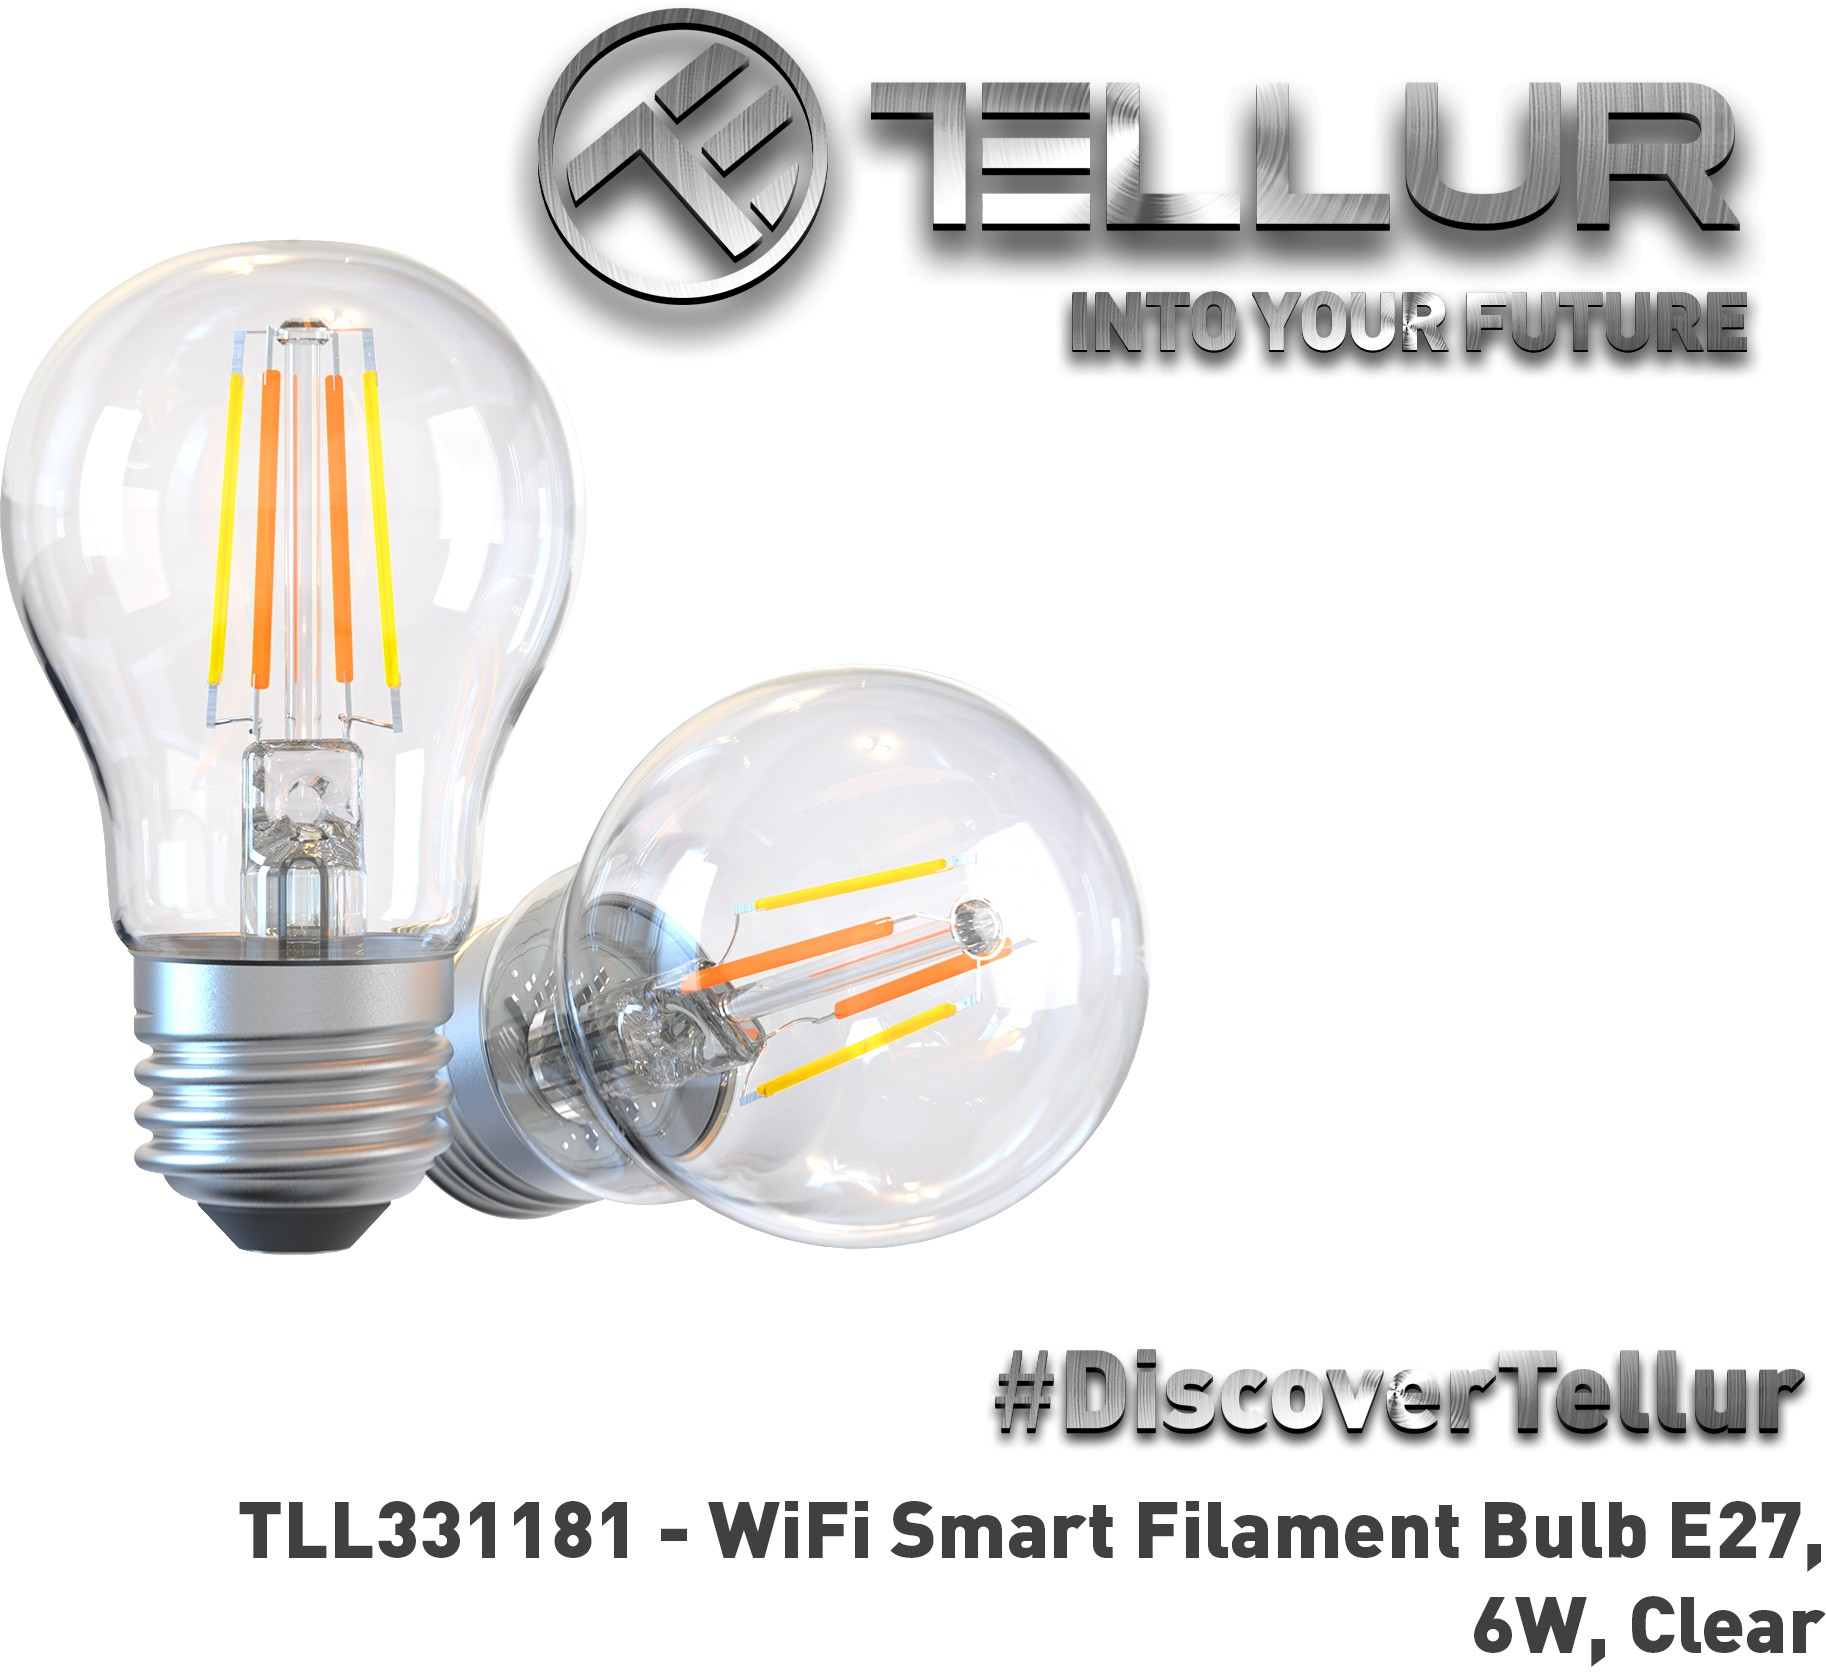 TELLUR
INTO YOUR FUTURE
#DiscoverTellur
TLL331181 - WiFi Smart Filament Bulb E27,
6W, Clear